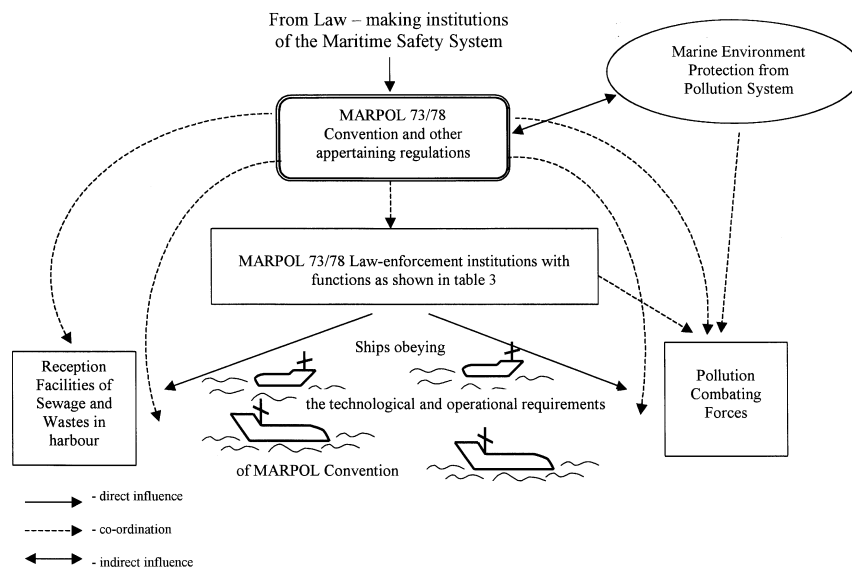 From Law – making institutions
of the Maritime Safety System
Marine Environment
Protection from
Pollution System
MARPOL 73/78
Convention and other
appertaining regulations
MARPOL 73/78 Law-enforcement institutions with
functions as shown in table 3
Ships obeying
Reception
Facilities of
Sewage and
Wastes in
harbour
Pollution
Combating
Forces
the technological and operational requirements
of MARPOL Convention
- direct influence
- co-ordination
- indirect influence